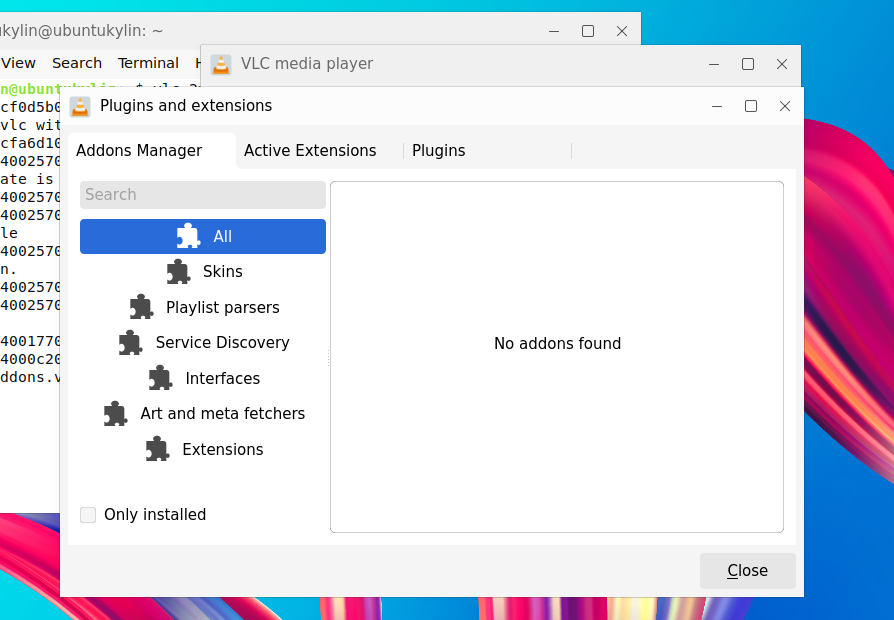 ukylin@ubuntukylin: ~
View Search Terminal
VLC media player
n@ubuntukylin
Plugins and extensions
cf0d5b0
vlc wit
cfa6d10
4002570
ate is
4002570
4002570
le
4002570
n.
4002570
4002570
4001770
4000c20
ddons.v
Addons Manager Active Extensions Plugins
Search
All
Skins
Playlist parsers
Service Discovery
Interfaces
Art and meta fetchers
Extensions
Only installed
No addons found
Close